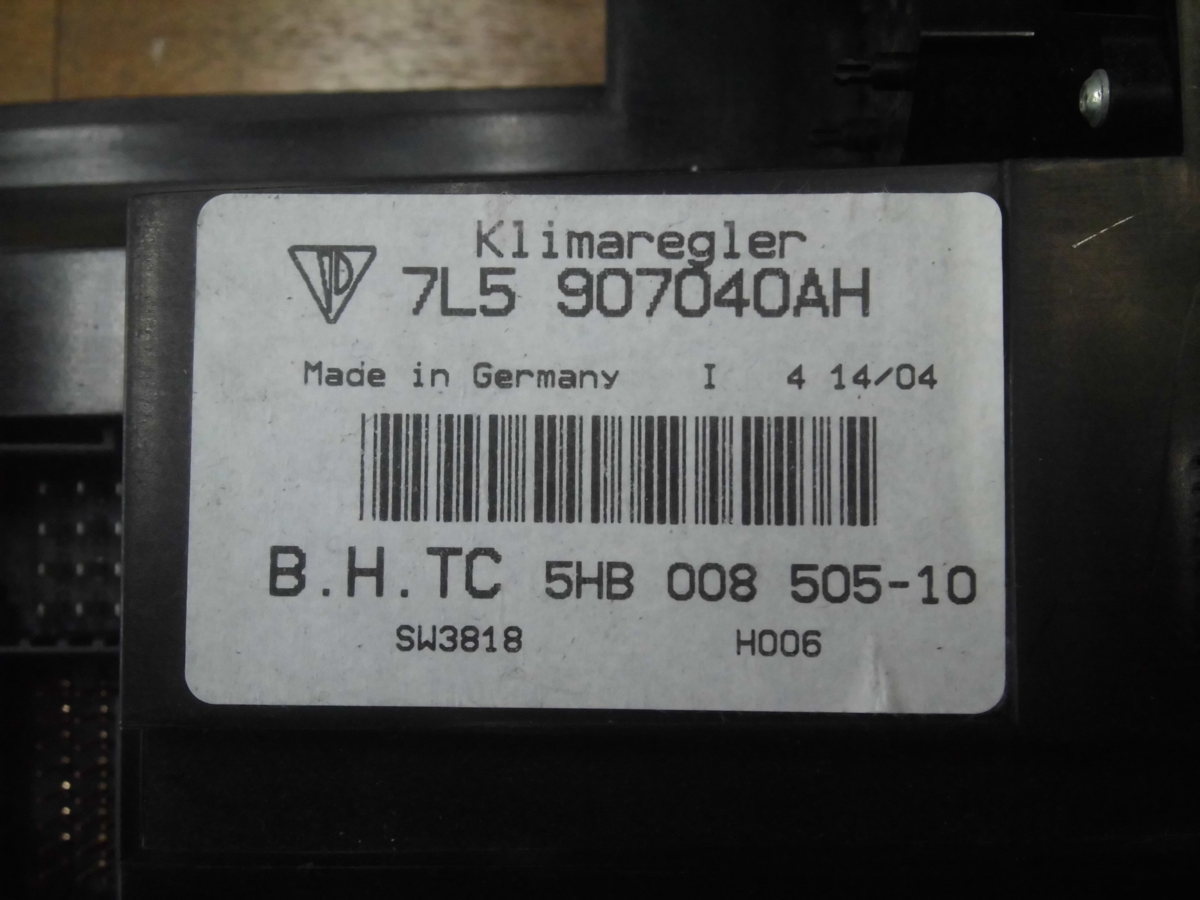 Klimaregler
7L5 907040AH
Made in Germany I 4 14/04
B.H.TC 5HB 008 505-10
SW3818 H006